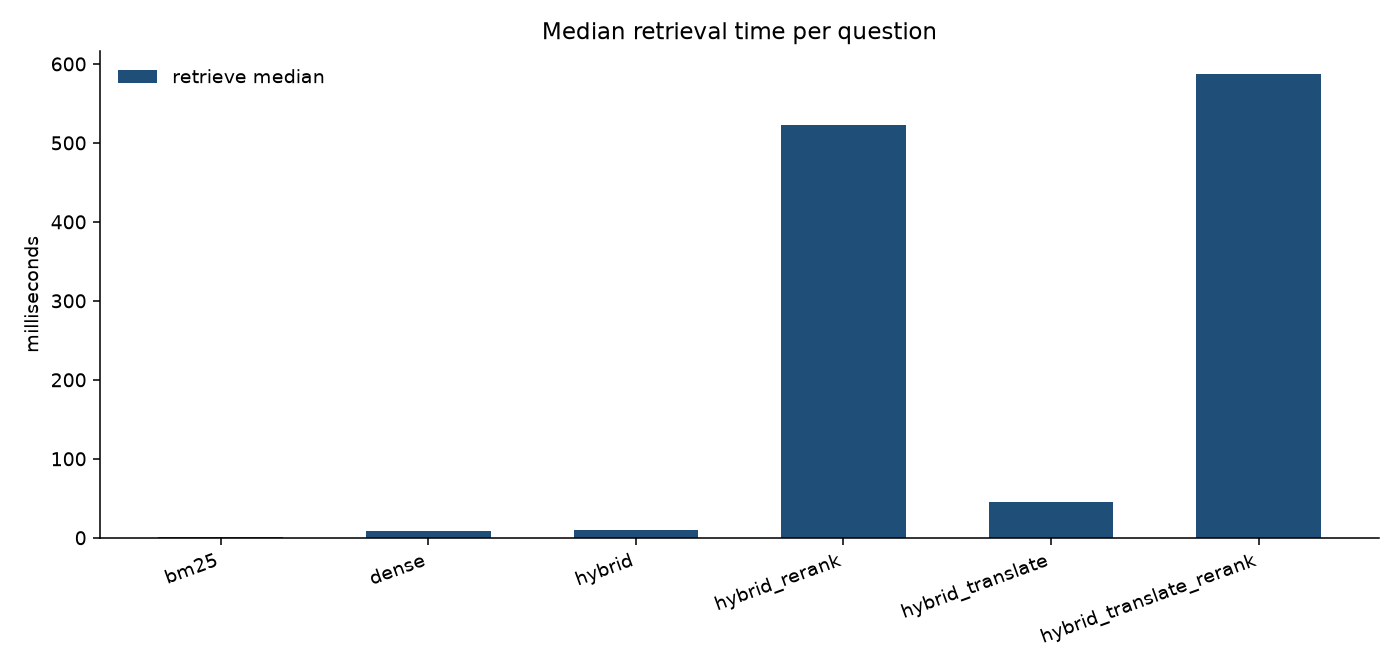 Median retrieval time per question
retrieve median
milliseconds
600
500
400
300
200
100
0
bm25
dense
hybrid
hybrid_rerank
hybrid_translate
hybrid_translate_rerank